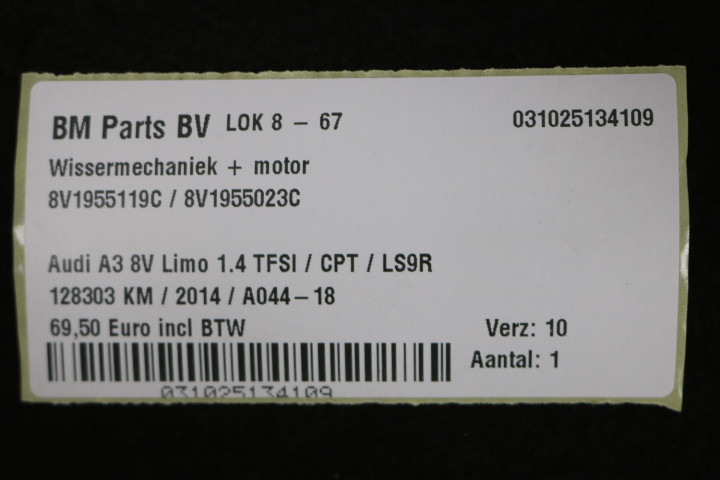 BM Parts BV LOK 8 – 67 031025134109
Wissermechaniek + motor
8V1955119C / 8V1955023C
Audi A3 8V Limo 1.4 TFSI / CPT / LS9R
128303 KM / 2014 / A044–18
69,50 Euro incl BTW Verz: 10
Aantal: 1
031025134109